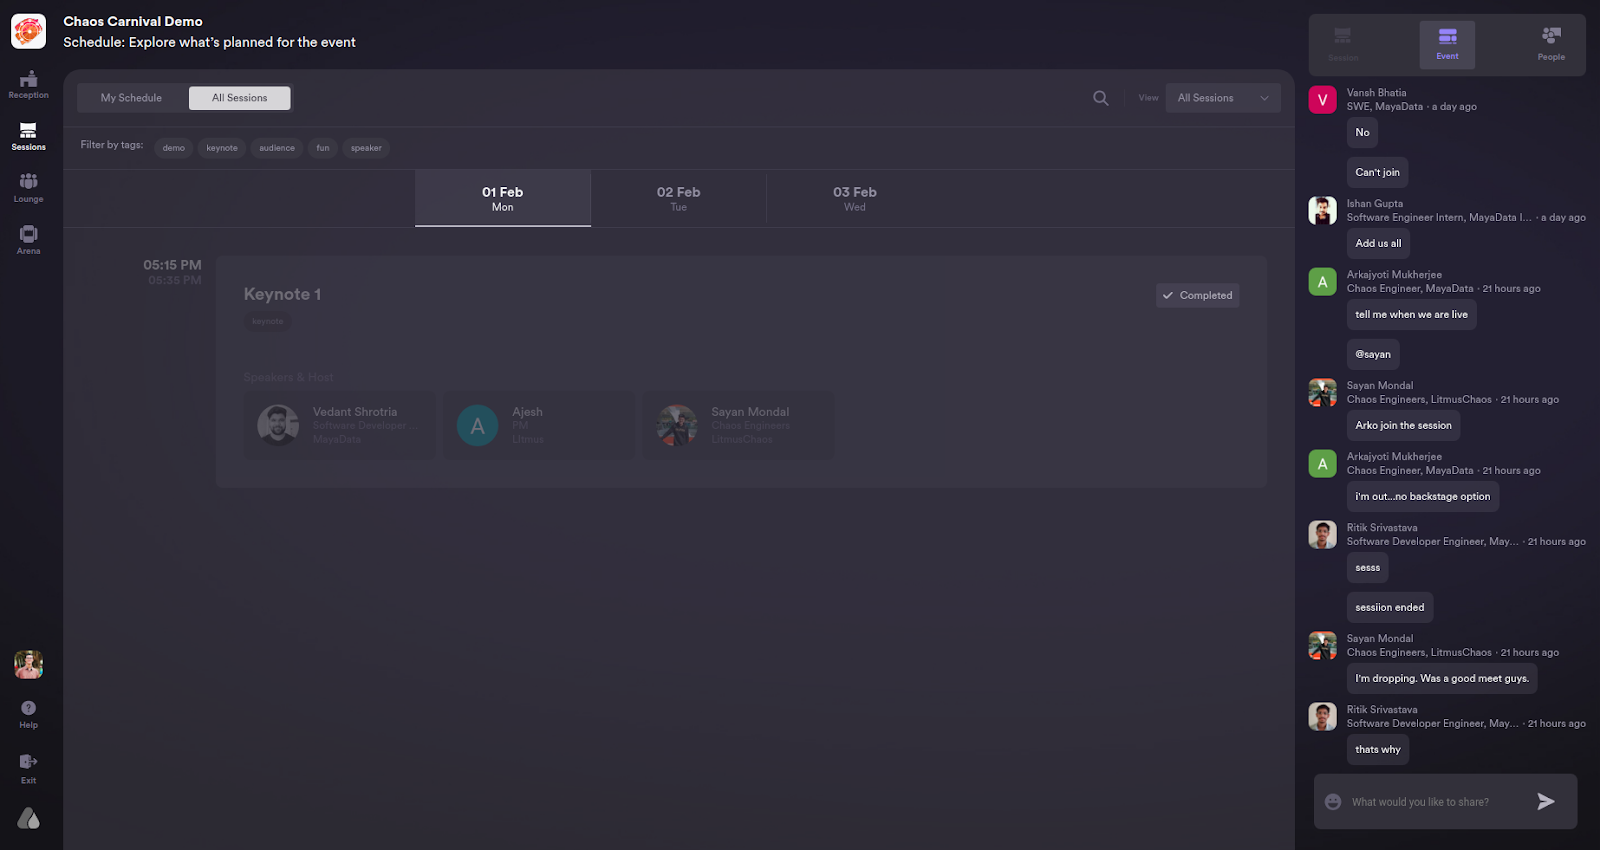 Chaos Carnival Demo
Schedule: Explore what's planned for the event
Reception
Sessions
Lounge
Arena
Help
Exit
My Schedule
All Sessions
View
All Sessions
Filter by tags:
demo
keynote
audience
fun
speaker
01 Feb
Mon
02 Feb
Tue
03 Feb
Wed
05:15 PM
05:35 PM
Keynote 1
Completed
keynote
Speakers & Host
Vedant Shrotria
Software Developer ...
MayaData
A
Ajesh
PM
Litmus
Sayan Mondal
Chaos Engineers
LitmusChaos
Session
Event
People
V
Vansh Bhatia
SWE, MayaData · a day ago
No
Can't join
Ishan Gupta
Software Engineer Intern, MayaData I... · a day ago
Add us all
A
Arkajyoti Mukherjee
Chaos Engineer, MayaData · 21 hours ago
tell me when we are live
@sayan
Sayan Mondal
Chaos Engineers, LitmusChaos · 21 hours ago
Arko join the session
A
Arkajyoti Mukherjee
Chaos Engineer, MayaData · 21 hours ago
i'm out...no backstage option
Ritik Srivastava
Software Developer Engineer, May... · 21 hours ago
sesss
sessiion ended
Sayan Mondal
Chaos Engineers, LitmusChaos · 21 hours ago
I'm dropping. Was a good meet guys.
Ritik Srivastava
Software Developer Engineer, May... · 21 hours ago
thats why
What would you like to share?